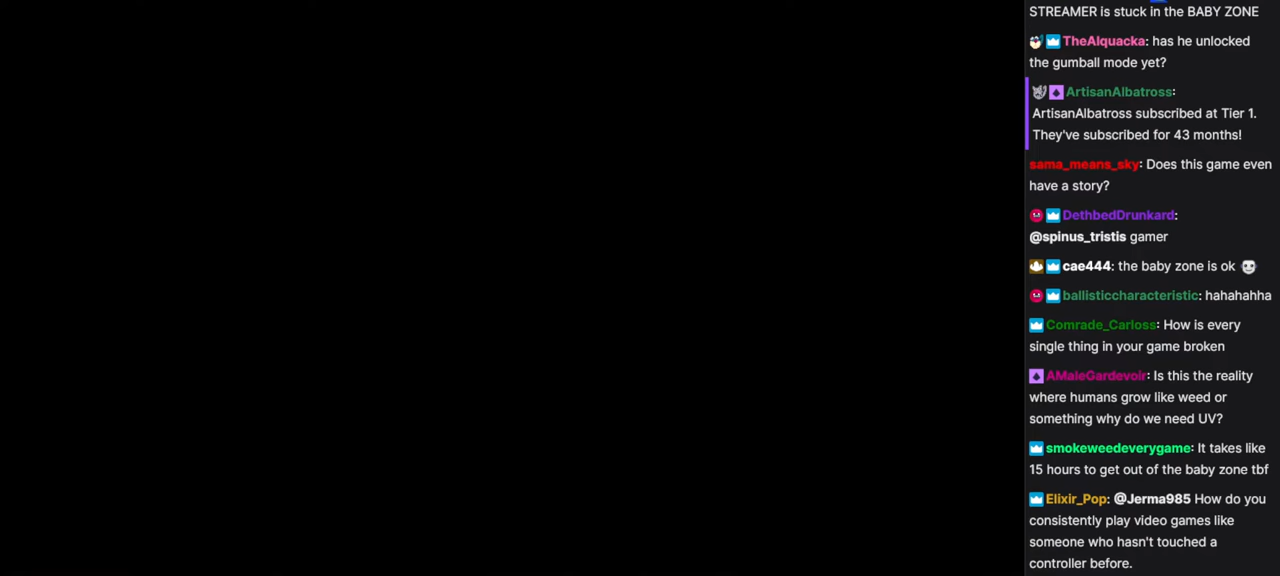 STREAMER is stuck in the BABY ZONE
TheAlquacka: has he unlocked
the gumball mode yet?
ArtisanAlbatross:
ArtisanAlbatross subscribed at Tier 1.
They've subscribed for 43 months!
sama_means_sky: Does this game even
have a story?
DethbedDrunkard:
@spinus_tristis gamer
cae444: the baby zone is ok
ballisticcharacteristic: hahahahha
Comrade_Carloss: How is every
single thing in your game broken
AMaleGardevoir: Is this the reality
where humans grow like weed or
something why do we need UV?
smokeweedeverygame: It takes like
15 hours to get out of the baby zone tbf
Elixir_Pop: @Jerma985 How do you
consistently play video games like
someone who hasn't touched a
controller before.